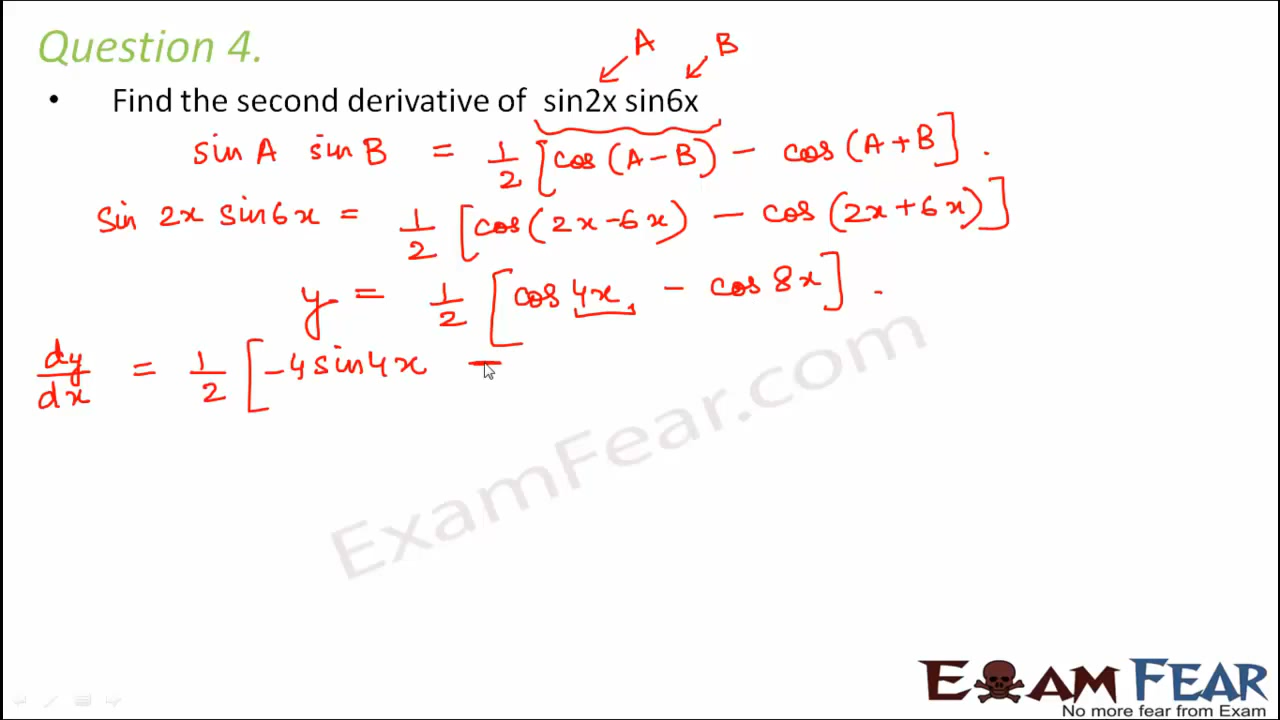 Question 4.
A B
• Find the second derivative of sin2x sin6x
sin A sin B = 1/2 [cos (A - B) - cos (A + B] .
sin 2x sin6x = 1/2 [cos (2x - 6x) - cos (2x + 6x)]
y = 1/2 [cos 4x - cos 8x] .
dy/dx = 1/2 [-4 sin4x -
ExamFear.com
EXAM FEAR
No more fear from Exam